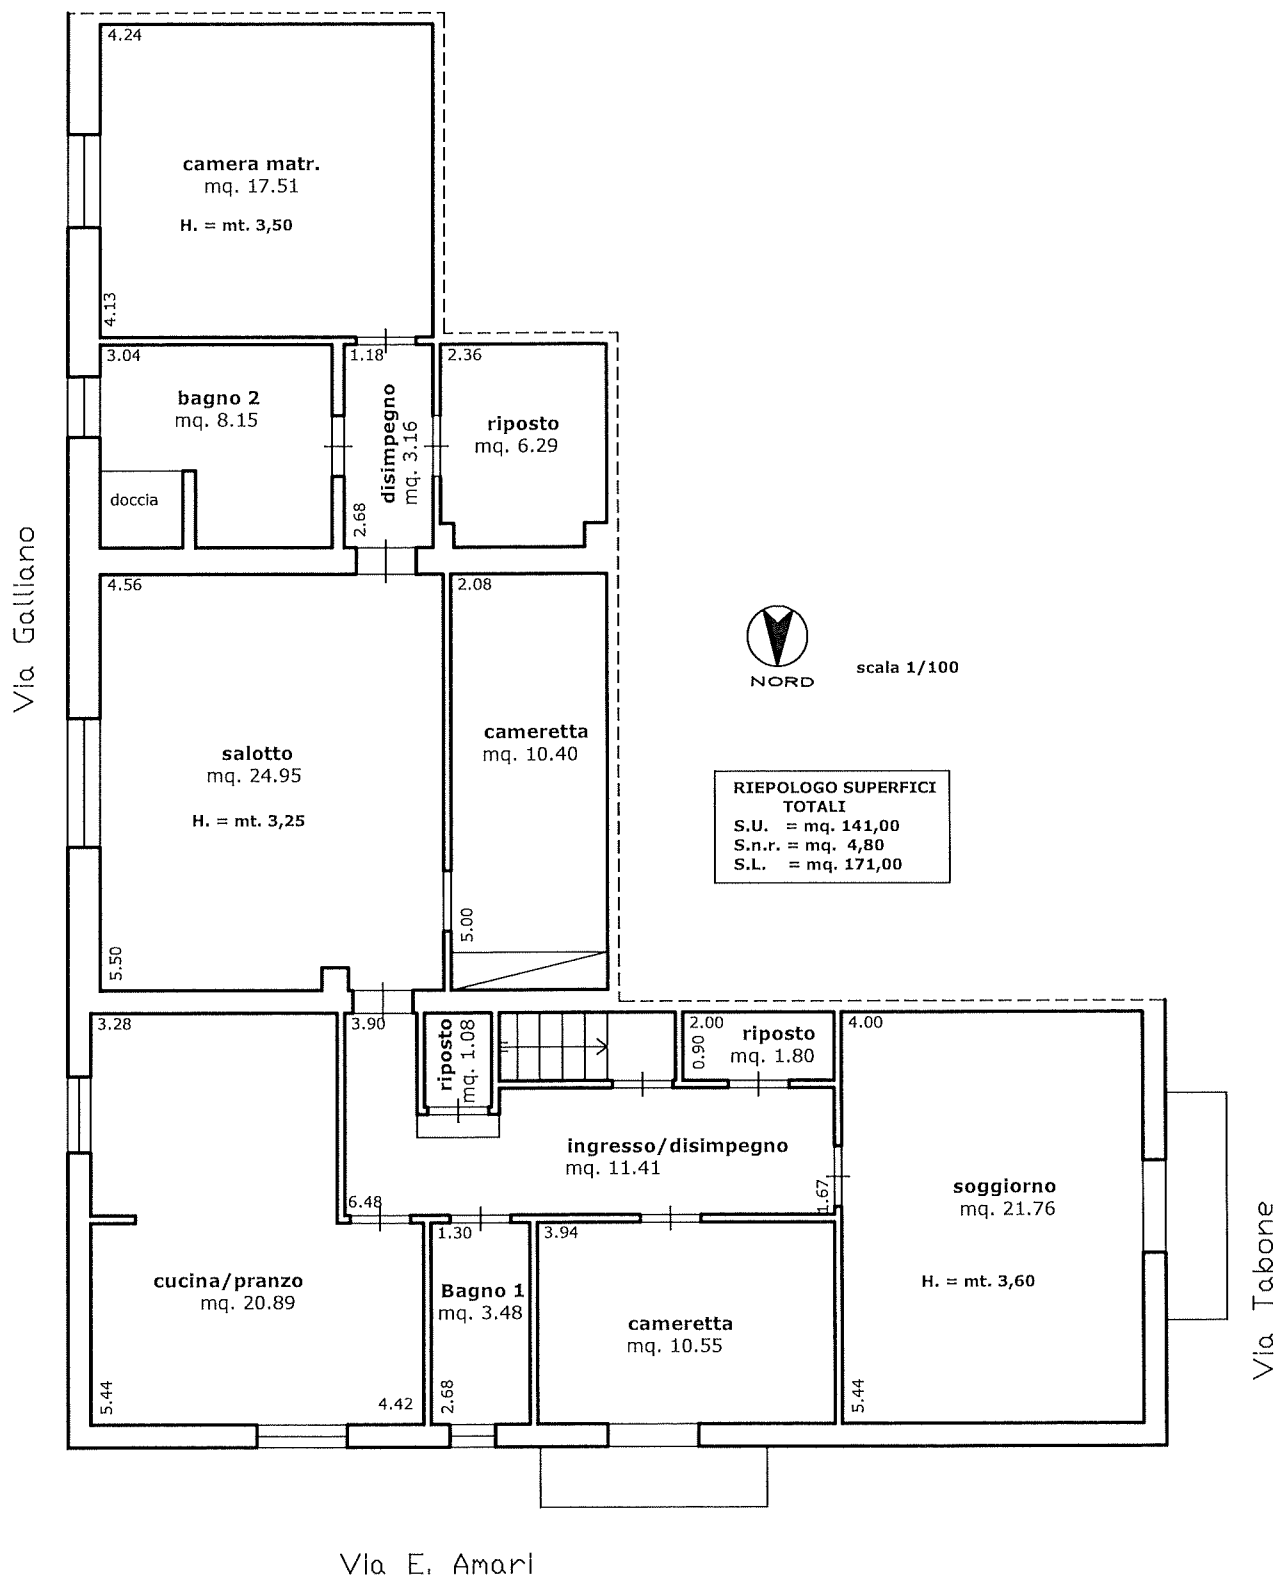 4.24
camera matr.
mq. 17.51
H. = mt. 3,50
4.13
3.04
1.18
2.36
bagno 2
mq. 8.15
disimpegno
mq. 3.16
riposto
mq. 6.29
doccia
2.68
Via Galliano
4.56
2.08
NORD
scala 1/100
cameretta
mq. 10.40
salotto
mq. 24.95
H. = mt. 3,25
RIEPOLOGO SUPERFICI
TOTALI
S.U. = mq. 141,00
S.n.r. = mq. 4,80
S.L. = mq. 171,00
5.00
5.50
3.28
3.90
riposto
mq. 1.08
2.00
0.90
riposto
mq. 1.80
4.00
ingresso/disimpegno
mq. 11.41
6.48
1.67
soggiorno
mq. 21.76
H. = mt. 3,60
1.30
3.94
cucina/pranzo
mq. 20.89
Bagno 1
mq. 3.48
cameretta
mq. 10.55
5.44
4.42
2.68
5.44
Via Tabone
Via E. Amari